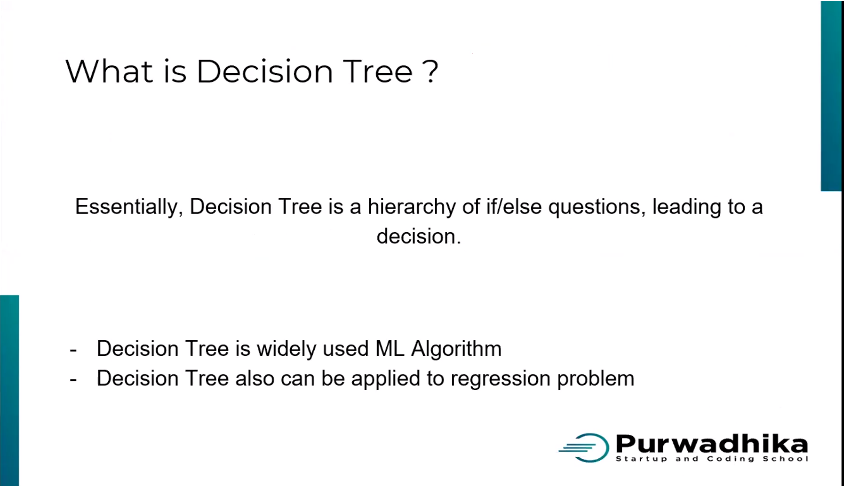 What is Decision Tree ?
Essentially, Decision Tree is a hierarchy of if/else questions, leading to a
decision.
- Decision Tree is widely used ML Algorithm
- Decision Tree also can be applied to regression problem
Purwadhika
Startup and Coding School